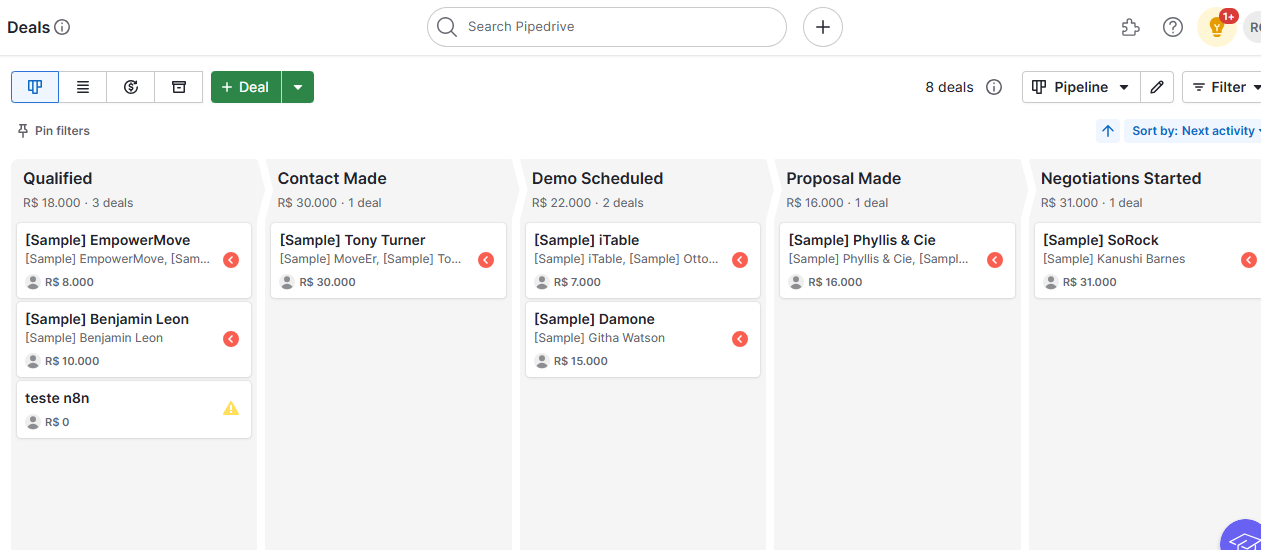 Deals
Search Pipedrive
1+
Deal
8 deals
Pipeline
Filter
Pin filters
Sort by: Next activity
Qualified
R$ 18.000 · 3 deals
Contact Made
R$ 30.000 · 1 deal
Demo Scheduled
R$ 22.000 · 2 deals
Proposal Made
R$ 16.000 · 1 deal
Negotiations Started
R$ 31.000 · 1 deal
[Sample] EmpowerMove
[Sample] EmpowerMove, [Sam...
R$ 8.000
[Sample] Benjamin Leon
[Sample] Benjamin Leon
R$ 10.000
teste n8n
R$ 0
[Sample] Tony Turner
[Sample] MoveEr, [Sample] To...
R$ 30.000
[Sample] iTable
[Sample] iTable, [Sample] Otto...
R$ 7.000
[Sample] Damone
[Sample] Githa Watson
R$ 15.000
[Sample] Phyllis & Cie
[Sample] Phyllis & Cie, [Sampl...
R$ 16.000
[Sample] SoRock
[Sample] Kanushi Barnes
R$ 31.000